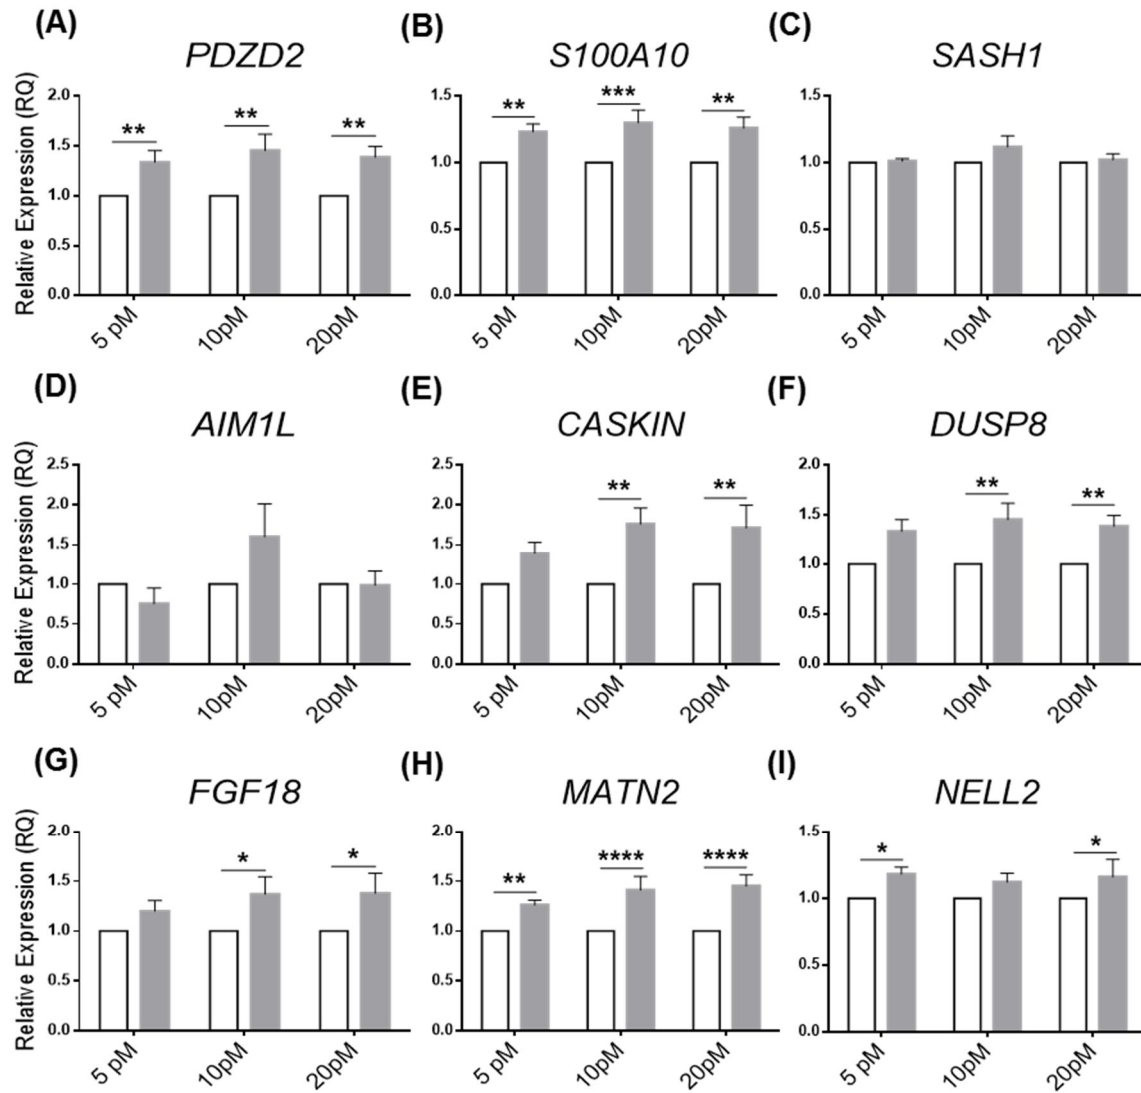 (A)
PDZD2
Relative Expression (RQ)
2.0
**
**
**
1.5
1.0
0.5
0.0
5 pM
10pM
20pM
(B)
S100A10
1.5
**
***
**
1.0
0.5
0.0
5 pM
10pM
20pM
(C)
SASH1
1.5
1.0
0.5
0.0
5 pM
10pM
20pM
(D)
AIM1L
Relative Expression (RQ)
2.5
2.0
1.5
1.0
0.5
0.0
5 pM
10pM
20pM
(E)
CASKIN
2.5
2.0
**
**
1.5
1.0
0.5
0.0
5 pM
10pM
20pM
(F)
DUSP8
2.0
**
**
1.5
1.0
0.5
0.0
5 pM
10pM
20pM
(G)
FGF18
Relative Expression (RQ)
2.0
*
*
1.5
1.0
0.5
0.0
5 pM
10pM
20pM
(H)
MATN2
2.0
**
****
****
1.5
1.0
0.5
0.0
5 pM
10pM
20pM
(I)
NELL2
1.5
*
*
1.0
0.5
0.0
5 pM
10pM
20pM